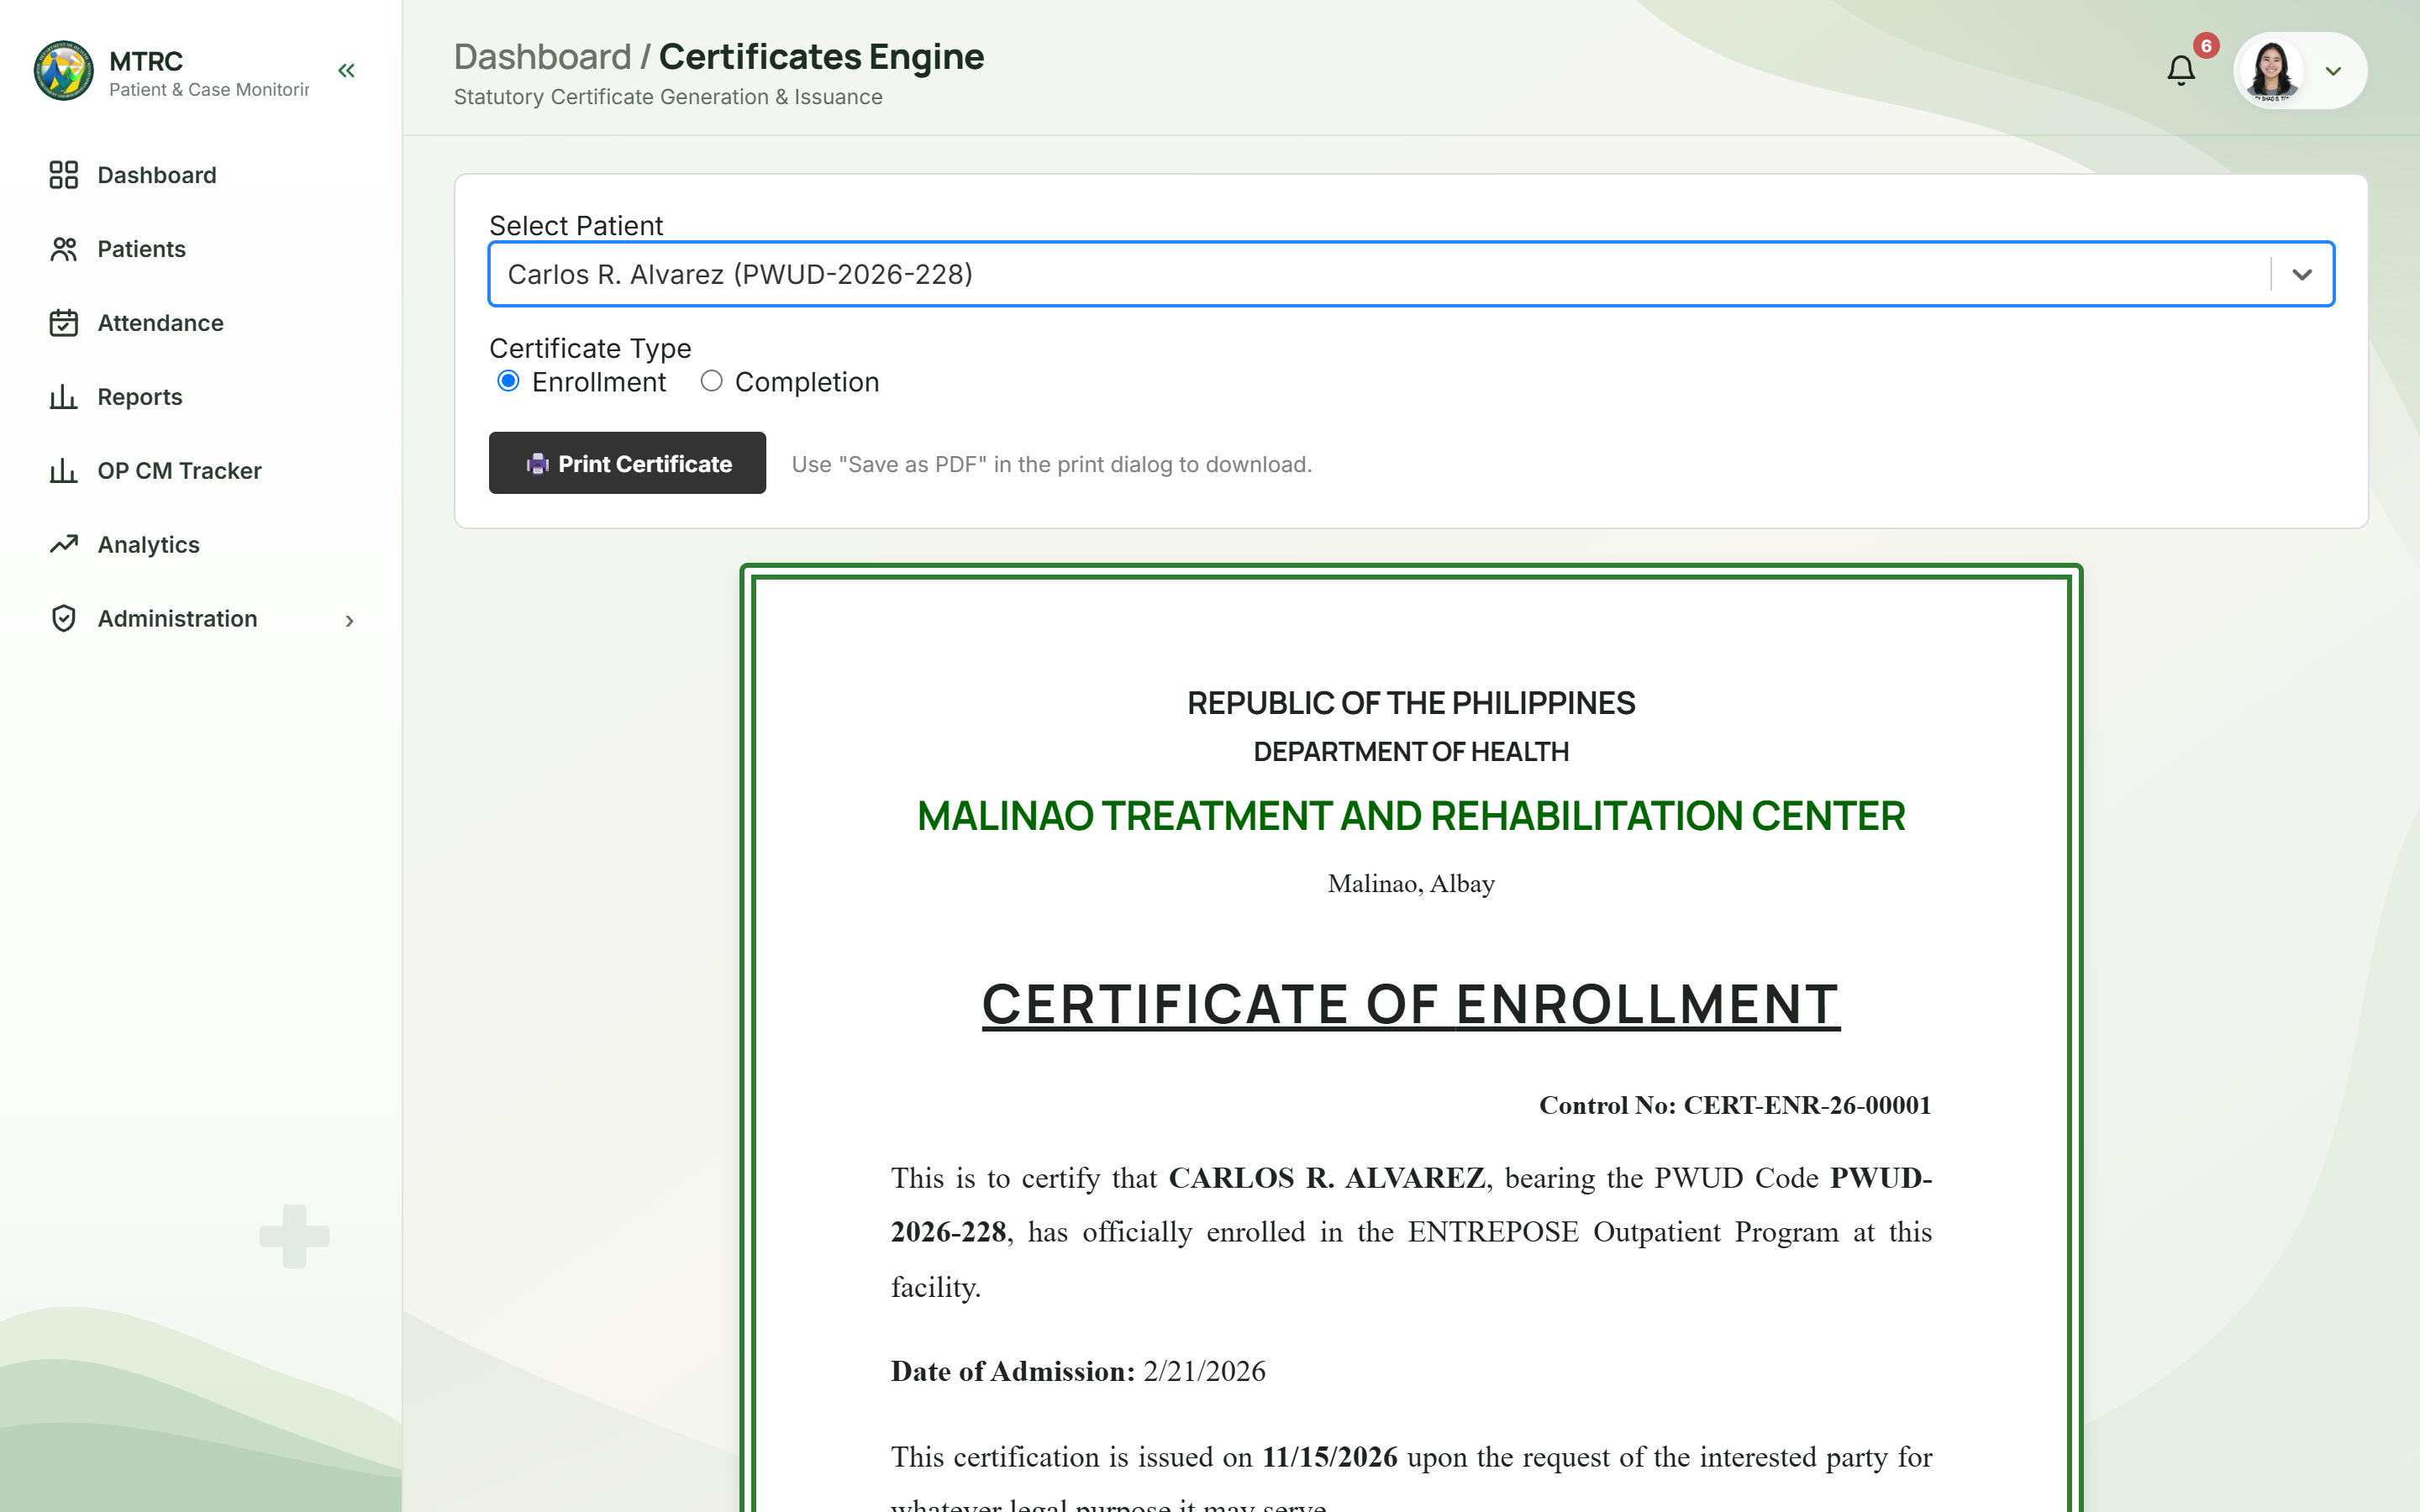 MTRC
Patient & Case Monitorir
Dashboard
Patients
Attendance
Reports
OP CM Tracker
Analytics
Administration
Dashboard / Certificates Engine
Statutory Certificate Generation & Issuance
6
Select Patient
Carlos R. Alvarez (PWUD-2026-228)
Certificate Type
Enrollment
Completion
Print Certificate
Use "Save as PDF" in the print dialog to download.
REPUBLIC OF THE PHILIPPINES
DEPARTMENT OF HEALTH
MALINAO TREATMENT AND REHABILITATION CENTER
Malinao, Albay
CERTIFICATE OF ENROLLMENT
Control No: CERT-ENR-26-00001
This is to certify that CARLOS R. ALVAREZ, bearing the PWUD Code PWUD-
2026-228, has officially enrolled in the ENTREPOSE Outpatient Program at this
facility.
Date of Admission: 2/21/2026
This certification is issued on 11/15/2026 upon the request of the interested party for
whatever legal purpose it may serve.